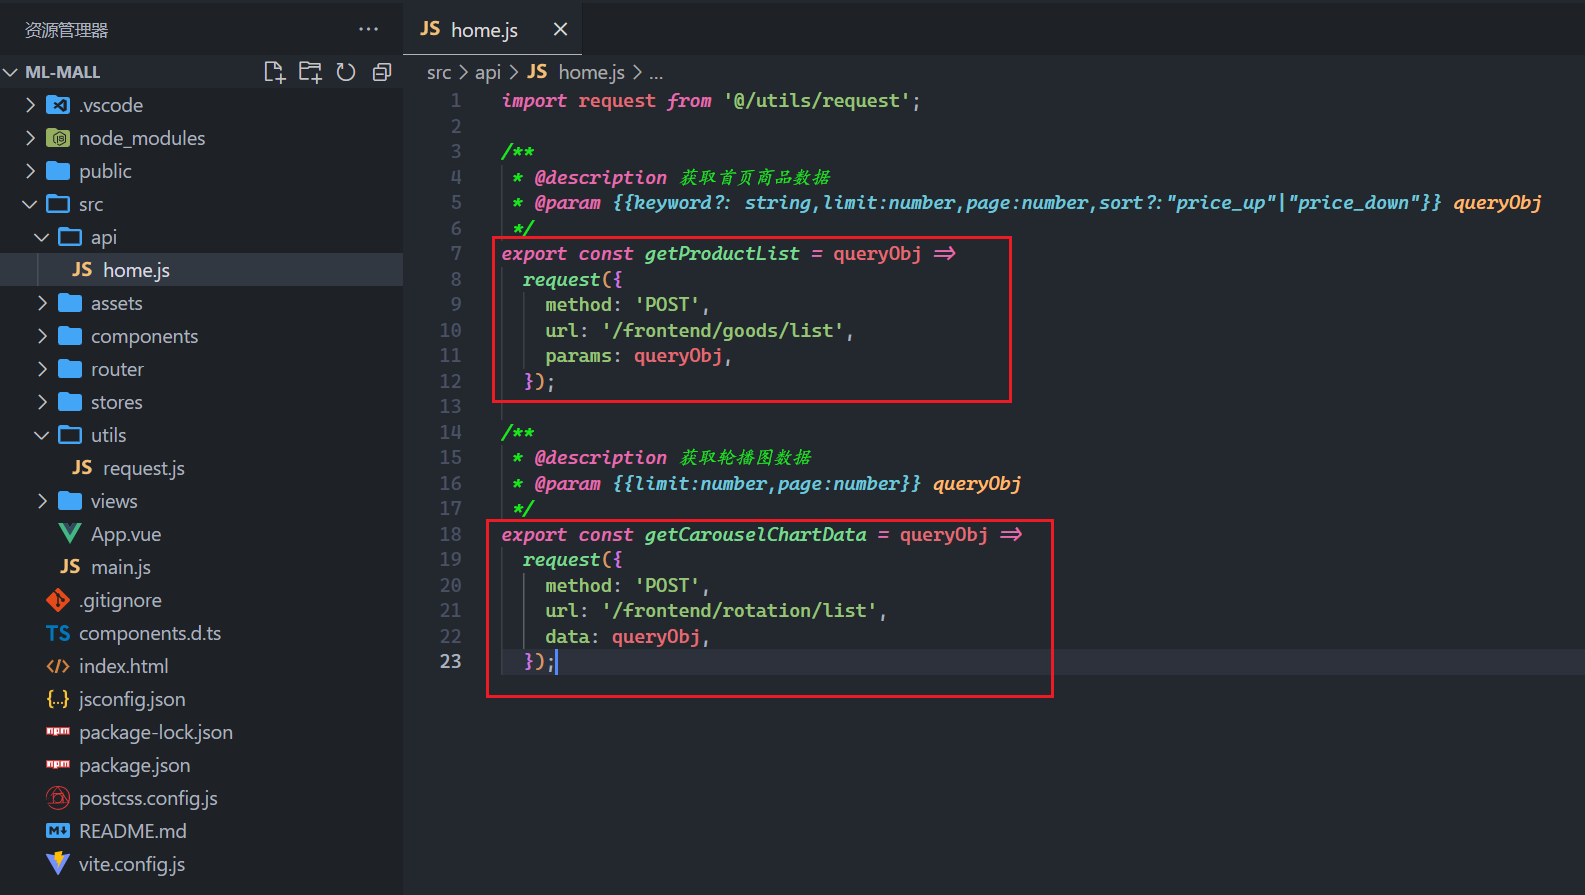 资源管理器
ML-MALL
.vscode
node_modules
public
src
api
JS home.js
assets
components
router
stores
utils
JS request.js
views
App.vue
JS main.js
.gitignore
TS components.d.ts
index.html
jsconfig.json
package-lock.json
package.json
postcss.config.js
README.md
vite.config.js
JS home.js
src > api > JS home.js > ...
1 import request from '@/utils/request';
2
3 /**
4 * @description 获取首页商品数据
5 * @param {{keyword?: string,limit:number,page:number,sort?:"price_up"|"price_down"}} queryObj
6 */
7 export const getProductList = queryObj =>
8 request({
9 method: 'POST',
10 url: '/frontend/goods/list',
11 params: queryObj,
12 });
13
14 /**
15 * @description 获取轮播图数据
16 * @param {{limit:number,page:number}} queryObj
17 */
18 export const getCarouselChartData = queryObj =>
19 request({
20 method: 'POST',
21 url: '/frontend/rotation/list',
22 data: queryObj,
23 });